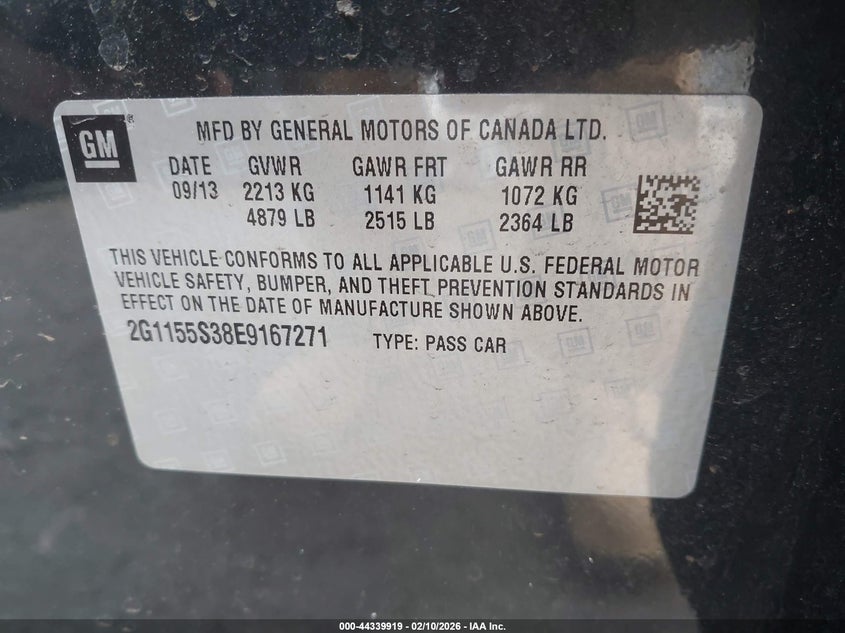 GM
MFD BY GENERAL MOTORS OF CANADA LTD.
DATE GVWR GAWR FRT GAWR RR
09/13 2213 KG 1141 KG 1072 KG
4879 LB 2515 LB 2364 LB
THIS VEHICLE CONFORMS TO ALL APPLICABLE U.S. FEDERAL MOTOR
VEHICLE SAFETY, BUMPER, AND THEFT PREVENTION STANDARDS IN
EFFECT ON THE DATE OF MANUFACTURE SHOWN ABOVE.
2G1155S38E9167271 TYPE: PASS CAR
000-44339919 - 02/10/2026 - IAA Inc.